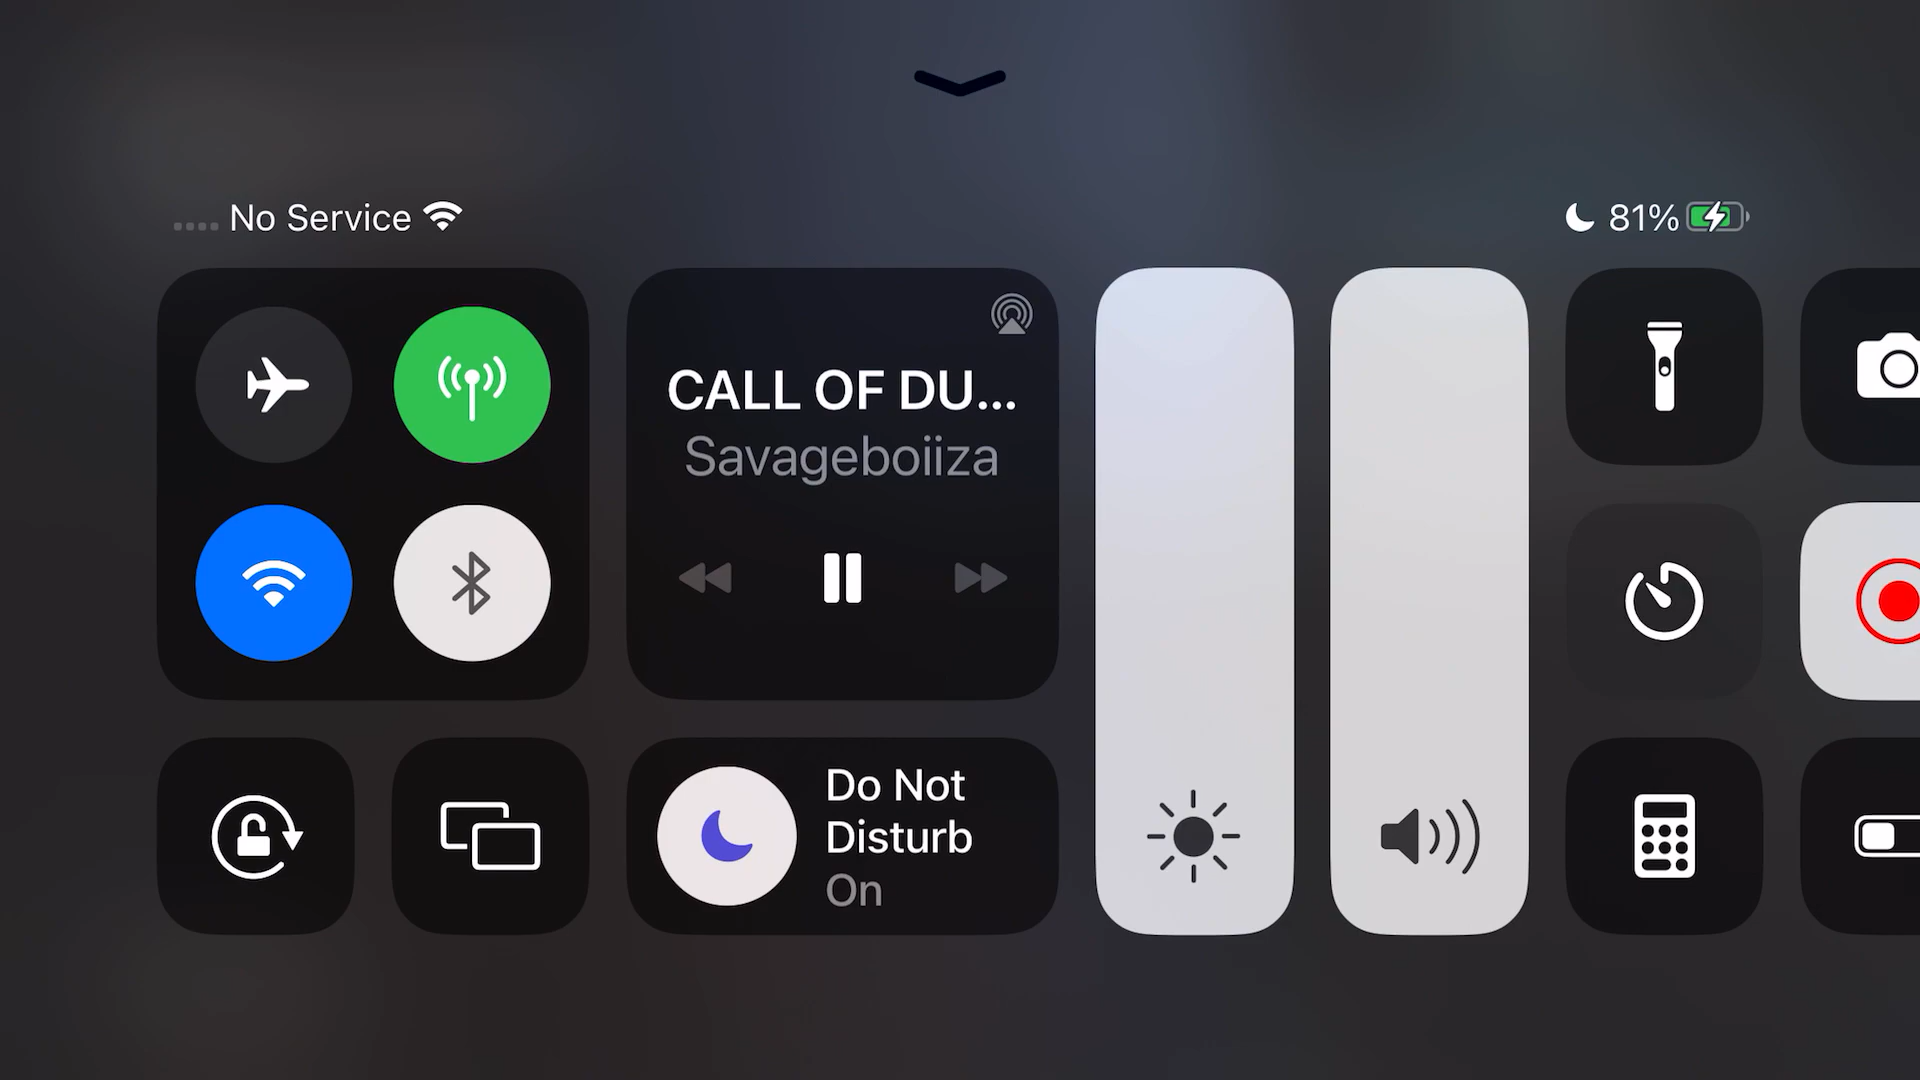 No Service
81%
CALL OF DU...
Savageboiiza
Do Not
Disturb
On